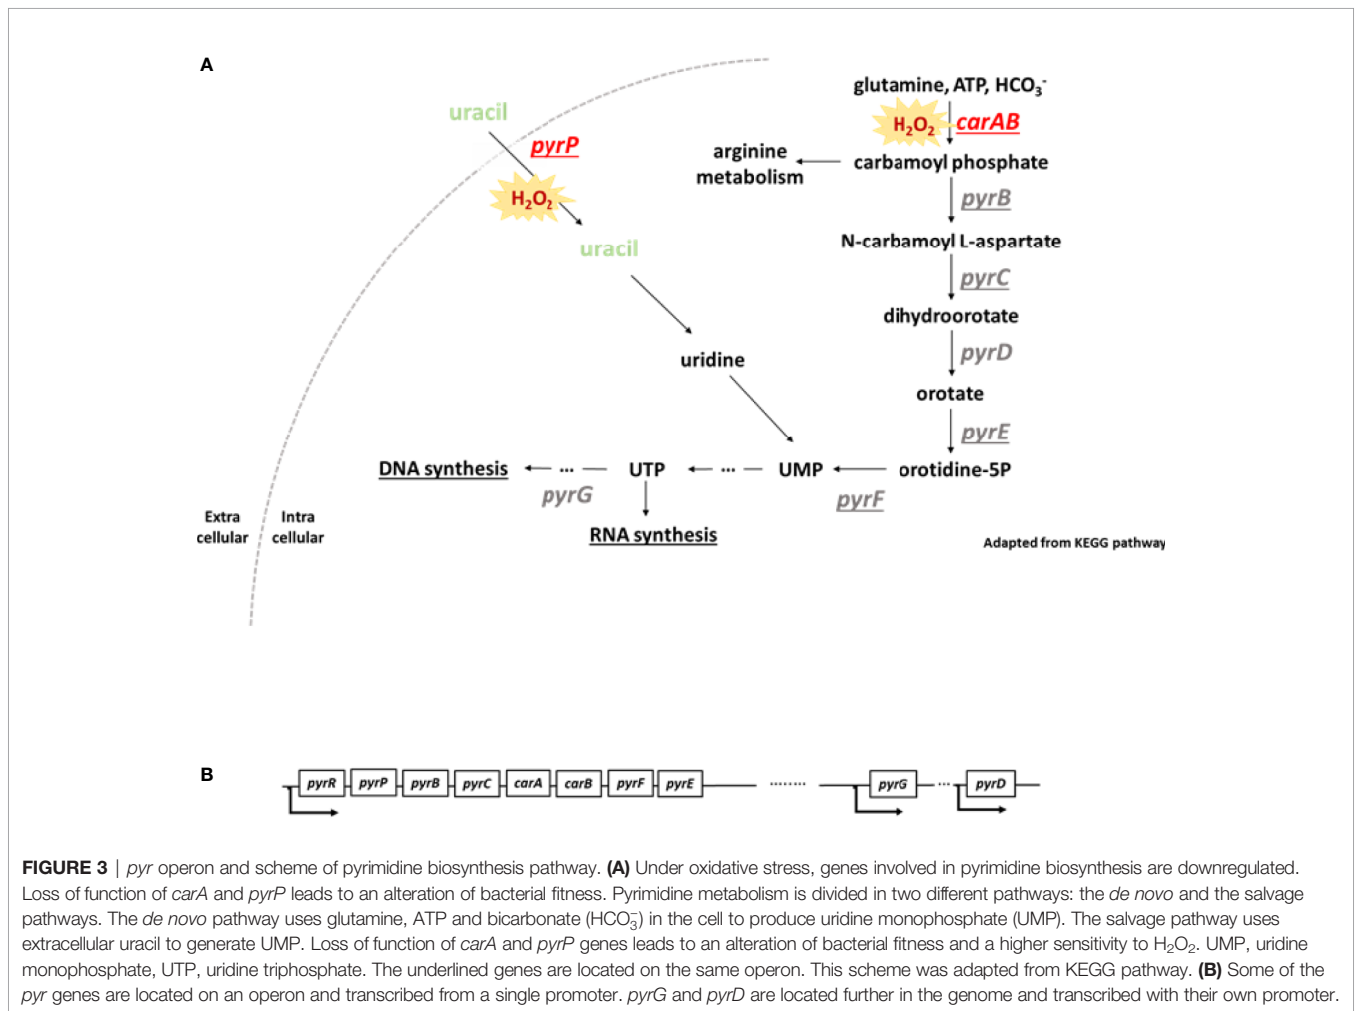 A
uracil
pyrP
H2O2
uracil
uridine
glutamine, ATP, HCO3-
H2O2
carAB
arginine
metabolism
carbamoyl phosphate
pyrB
N-carbamoyl L-aspartate
pyrC
dihydroorotate
pyrD
orotate
pyrE
DNA synthesis
...
UTP
...
UMP
orotidine-5P
pyrG
pyrF
RNA synthesis
Extra
cellular
Intra
cellular
Adapted from KEGG pathway
B
pyrR pyrP pyrB pyrC carA carB pyrF pyrE ........ pyrG ... pyrD
FIGURE 3 | pyr operon and scheme of pyrimidine biosynthesis pathway. (A) Under oxidative stress, genes involved in pyrimidine biosynthesis are downregulated.
Loss of function of carA and pyrP leads to an alteration of bacterial fitness. Pyrimidine metabolism is divided in two different pathways: the de novo and the salvage
pathways. The de novo pathway uses glutamine, ATP and bicarbonate (HCO3−) in the cell to produce uridine monophosphate (UMP). The salvage pathway uses
extracellular uracil to generate UMP. Loss of function of carA and pyrP genes leads to an alteration of bacterial fitness and a higher sensitivity to H2O2. UMP, uridine
monophosphate, UTP, uridine triphosphate. The underlined genes are located on the same operon. This scheme was adapted from KEGG pathway. (B) Some of the
pyr genes are located on an operon and transcribed from a single promoter. pyrG and pyrD are located further in the genome and transcribed with their own promoter.